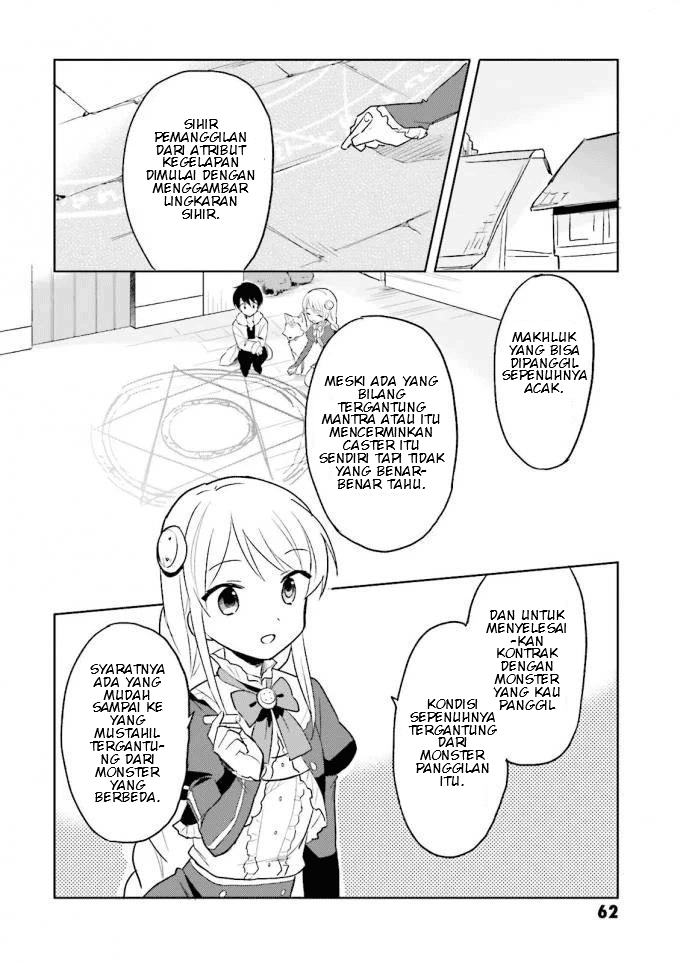 SIHIR
PEMANGGILAN
DARI ATRIBUT
KEGELAPAN
DIMULAI DENGAN
MENGGAMBAR
LINGKARAN
SIHIR.
MAKHLUK
YANG BISA
DIPANGGIL
SEPENUHNYA
ACAK.
MESKI ADA YANG
BILANG
TERGANTUNG
MANTRA ATAU ITU
MENCERMINKAN
CASTER ITU
SENDIRI TAPI TIDAK
YANG BENAR-
BENAR TAHU.
DAN UNTUK
MENYELESAI
-KAN
KONTRAK
DENGAN
MONSTER
YANG KAU
PANGGIL
KONDISI
SEPENUHNYA
TERGANTUNG
DARI
MONSTER
PANGGILAN
ITU.
SYARATNYA
ADA YANG
MUDAH
SAMPAI KE
YANG
MUSTAHIL
TERGANTU-
NG DARI
MONSTER
YANG
BERBEDA.
62